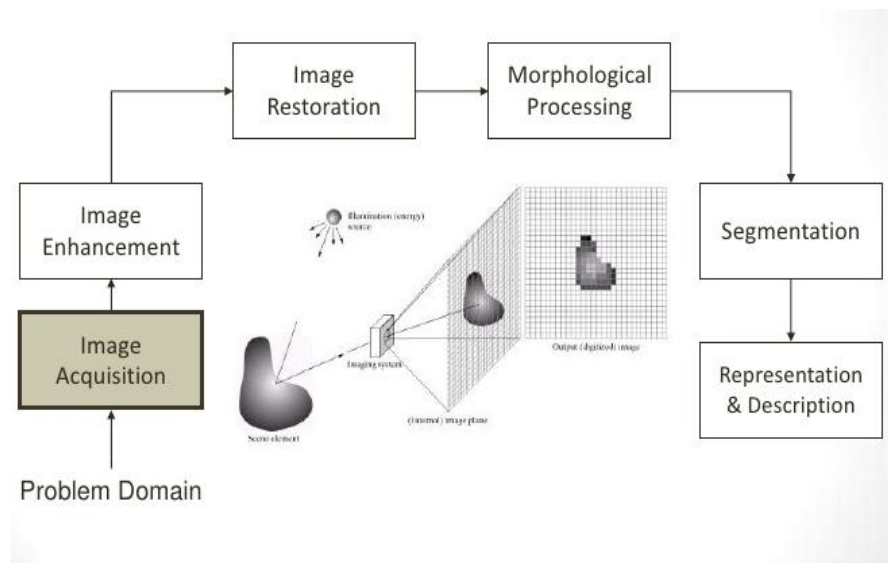 Image
Restoration
Morphological
Processing
Image
Enhancement
Illumination (energy)
source
Segmentation
Image
Acquisition
Imaging system
Output (digitized) image
Representation
& Description
(Internal) image plane
Scene element
Problem Domain